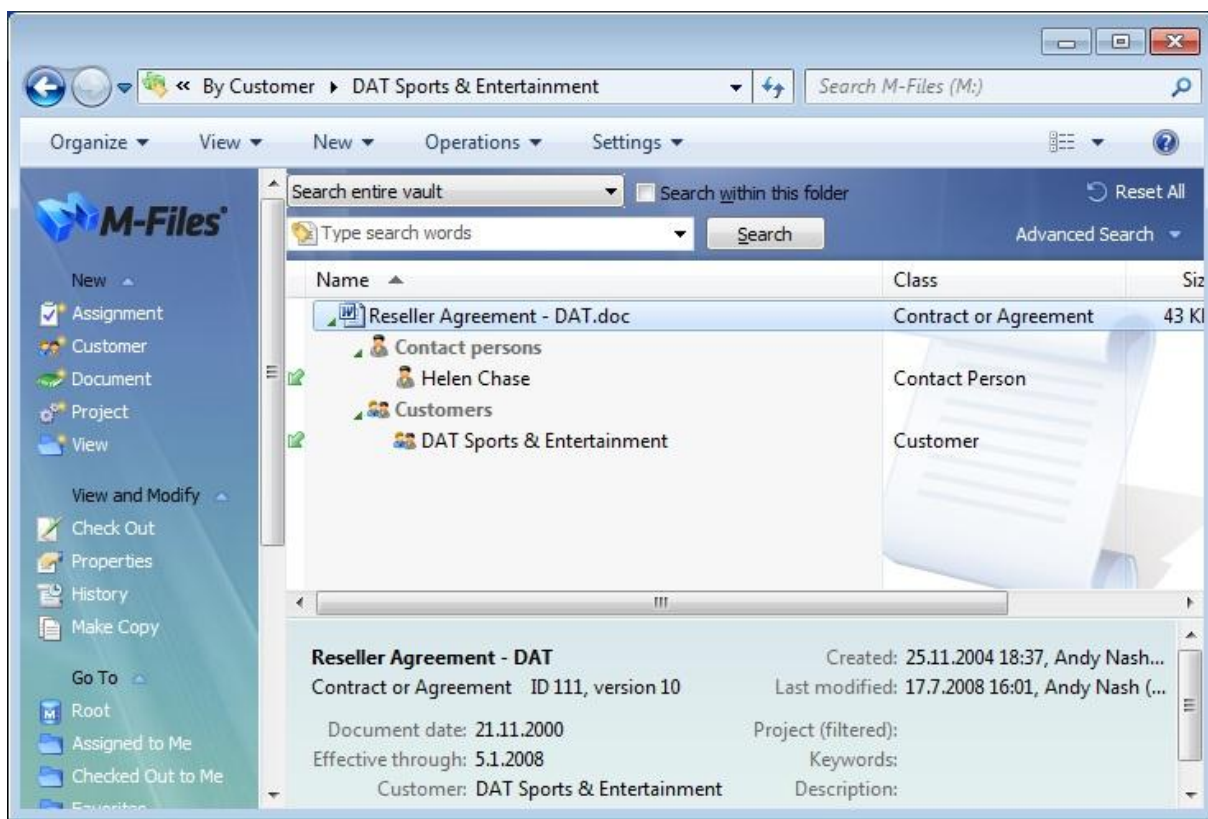 « By Customer ▸ DAT Sports & Entertainment Search M-Files (M:)
Organize View New Operations Settings
M-Files®
Search entire vault Search within this folder Reset All
Type search words Search Advanced Search
New
Assignment
Customer
Document
Project
View
View and Modify
Check Out
Properties
History
Make Copy
Go To
Root
Assigned to Me
Checked Out to Me
Favorites
Name Class Siz
Reseller Agreement - DAT.doc Contract or Agreement 43 K
Contact persons
Helen Chase Contact Person
Customers
DAT Sports & Entertainment Customer
Reseller Agreement - DAT Created: 25.11.2004 18:37, Andy Nash...
Contract or Agreement ID 111, version 10 Last modified: 17.7.2008 16:01, Andy Nash (...
Document date: 21.11.2000 Project (filtered):
Effective through: 5.1.2008 Keywords:
Customer: DAT Sports & Entertainment Description: